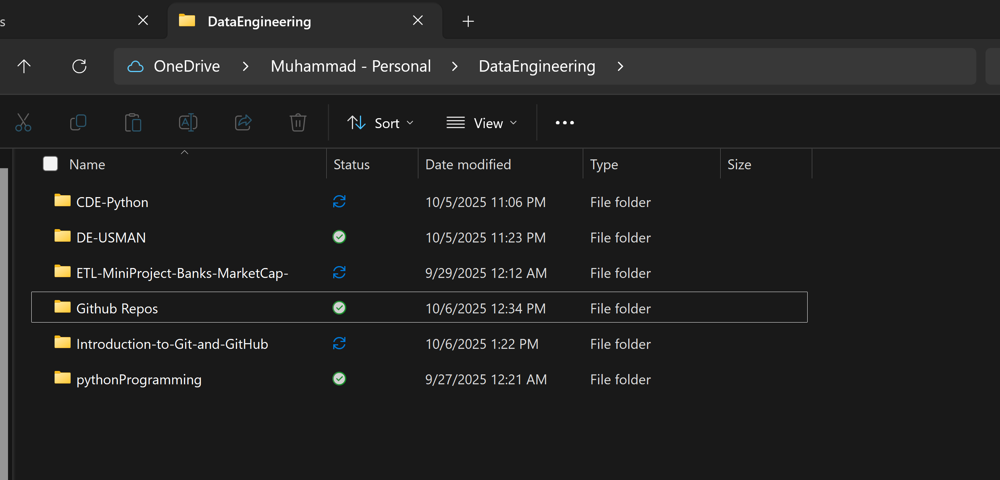 s DataEngineering
OneDrive Muhammad - Personal DataEngineering
Sort View
Name Status Date modified Type Size
CDE-Python 10/5/2025 11:06 PM File folder
DE-USMAN 10/5/2025 11:23 PM File folder
ETL-MiniProject-Banks-MarketCap- 9/29/2025 12:12 AM File folder
Github Repos 10/6/2025 12:34 PM File folder
Introduction-to-Git-and-GitHub 10/6/2025 1:22 PM File folder
pythonProgramming 9/27/2025 12:21 AM File folder